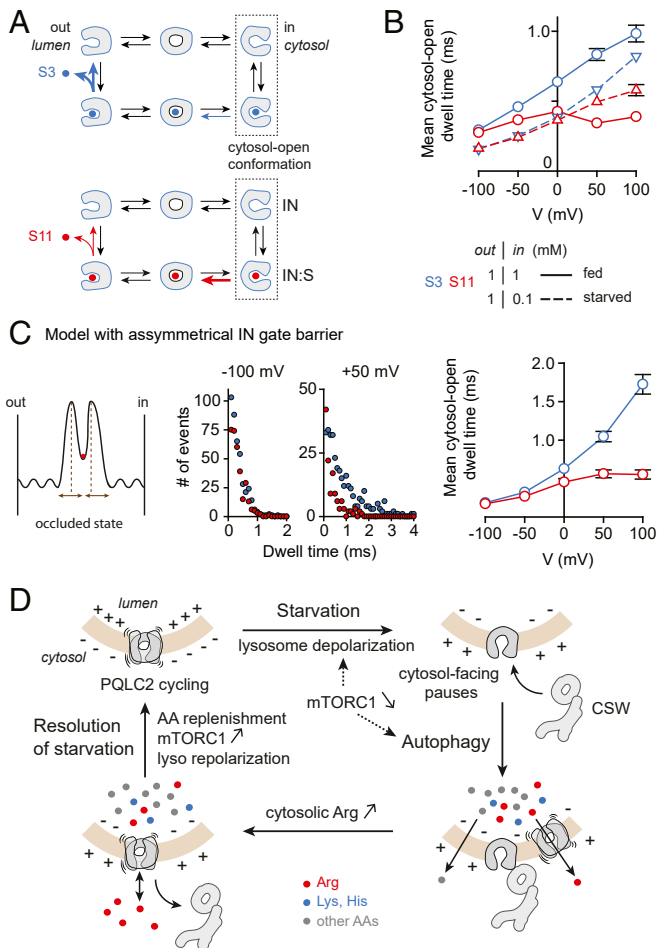 A
out
lumen
in
cytosol
S3
cytosol-open
conformation
IN
S11
IN:S
B
Mean cytosol-open
dwell time (ms)
1.0
0
-100 -50 0 50 100
V (mV)
out | in (mM)
S3 S11 1 | 1 fed
1 | 0.1 starved
C Model with assymmetrical IN gate barrier
out in
occluded state
-100 mV +50 mV
# of events
100
75
50
25
0
0 1 2
50
25
0
0 1 2 3 4
Dwell time (ms)
Mean cytosol-open
dwell time (ms)
2.0
1.5
1.0
0
-100 -50 0 50 100
V (mV)
D
lumen
+ + + + + + + +
cytosol
- - - - - - - -
PQLC2 cycling
Starvation
lysosome depolarization
mTORC1
Autophagy
cytosol-facing
pauses
CSW
Resolution
of starvation
AA replenishment
mTORC1
lyso repolarization
cytosolic Arg
Arg
Lys, His
other AAs